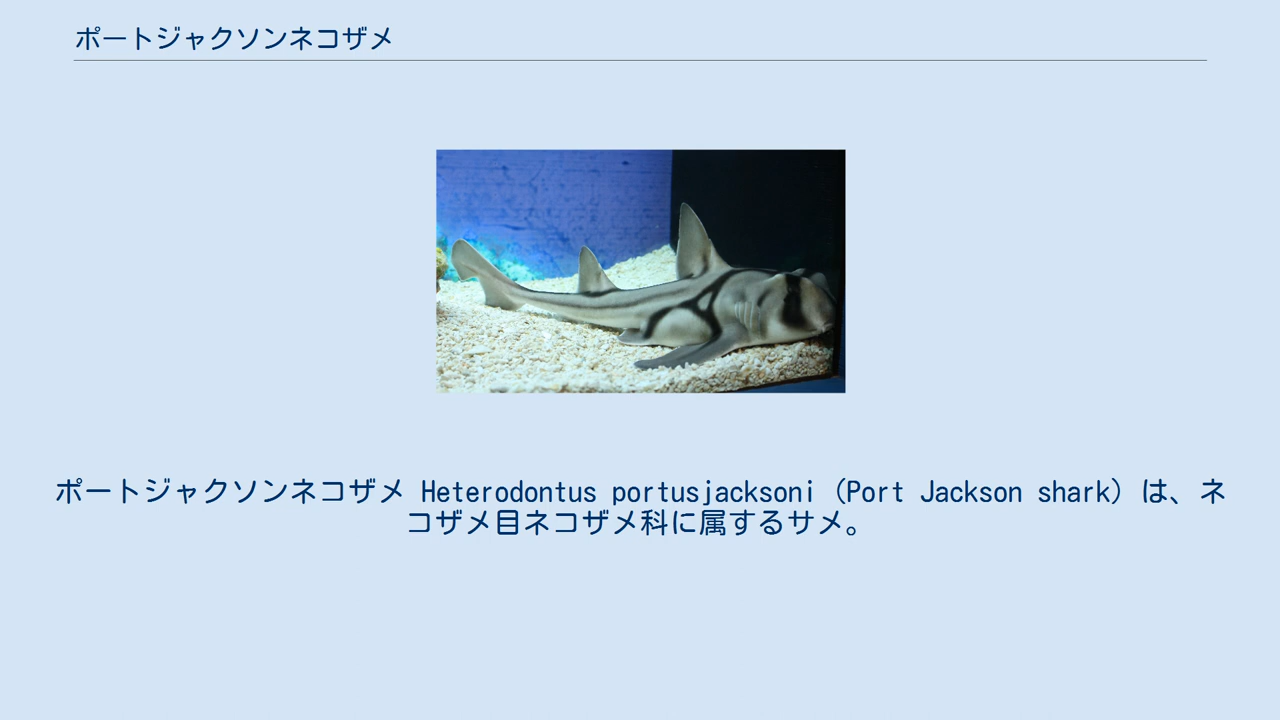 ポートジャクソンネコザメ
ポートジャクソンネコザメ Heterodontus portusjacksoni（Port Jackson shark）は、ネ
コザメ目ネコザメ科に属するサメ。